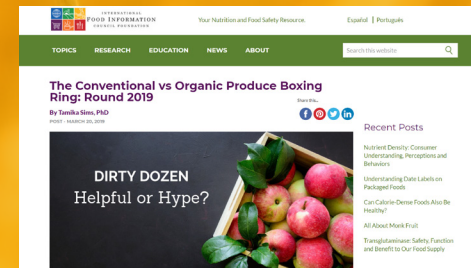 INTERNATIONAL
FOOD INFORMATION
COUNCIL FOUNDATION
Your Nutrition and Food Safety Resource.
Español | Português
TOPICS RESEARCH EDUCATION NEWS ABOUT
Search this website
The Conventional vs Organic Produce Boxing
Ring: Round 2019
By Tamika Sims, PhD
POST - MARCH 20, 2019
Share this...
DIRTY DOZEN
Helpful or Hype?
Recent Posts
Nutrient Density: Consumer
Understanding, Perceptions and
Behaviors
Understanding Date Labels on
Packaged Foods
Can Calorie-Dense Foods Also Be
Healthy?
All About Monk Fruit
Transglutaminase: Safety, Function
and Benefit to Our Food Supply